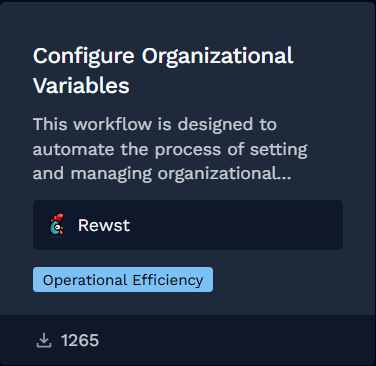 Configure Organizational
Variables
This workflow is designed to
automate the process of setting
and managing organizational...
Rewst
Operational Efficiency
1265